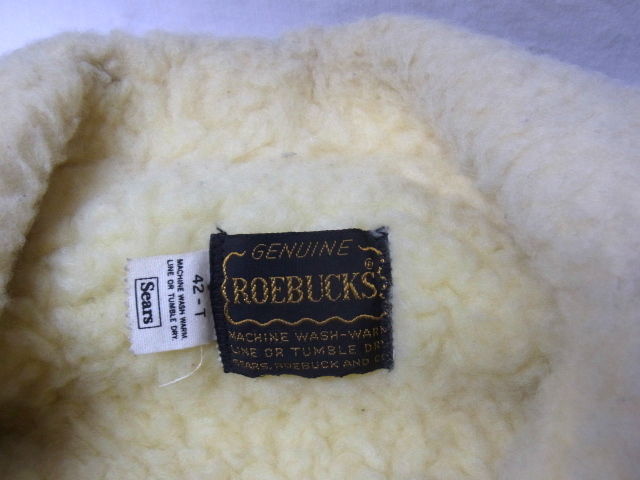 GENUINE
ROEBUCKS®
MACHINE WASH-WARM
LINE OR TUMBLE DRY
SEARS, ROEBUCK AND CO
42-T
MACHINE WASH WARM
LINE OR TUMBLE DRY.
Sears